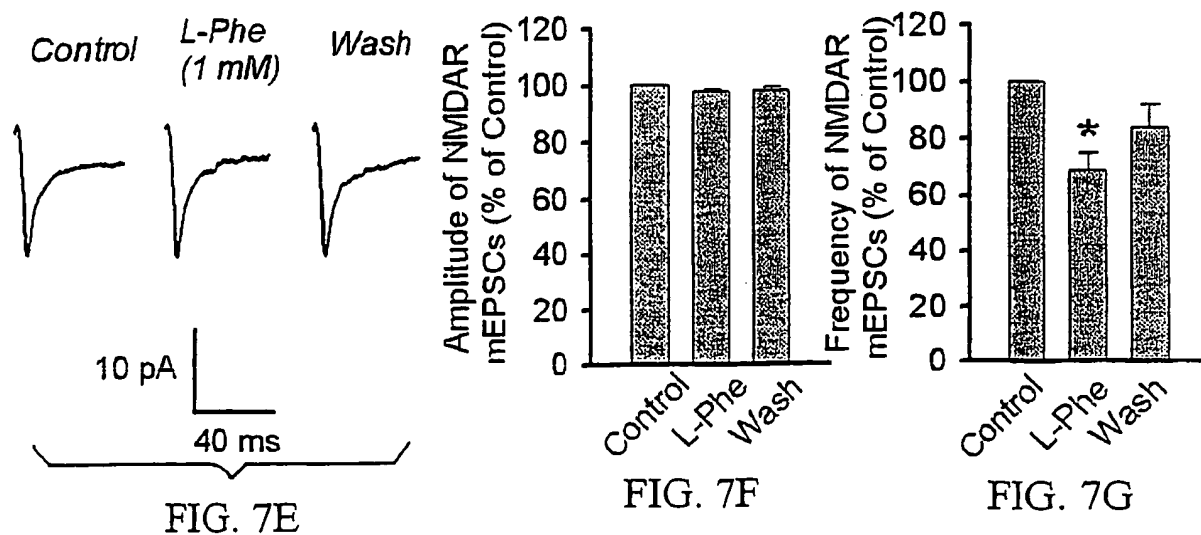 Control
L-Phe
(1 mM)
Wash
10 pA
40 ms
FIG. 7E
Amplitude of NMDAR
mEPSCs (% of Control)
120
100
80
60
40
20
0
Control
L-Phe
Wash
FIG. 7F
Frequency of NMDAR
mEPSCs (% of Control)
120
100
80
60
40
20
0
*
Control
L-Phe
Wash
FIG. 7G